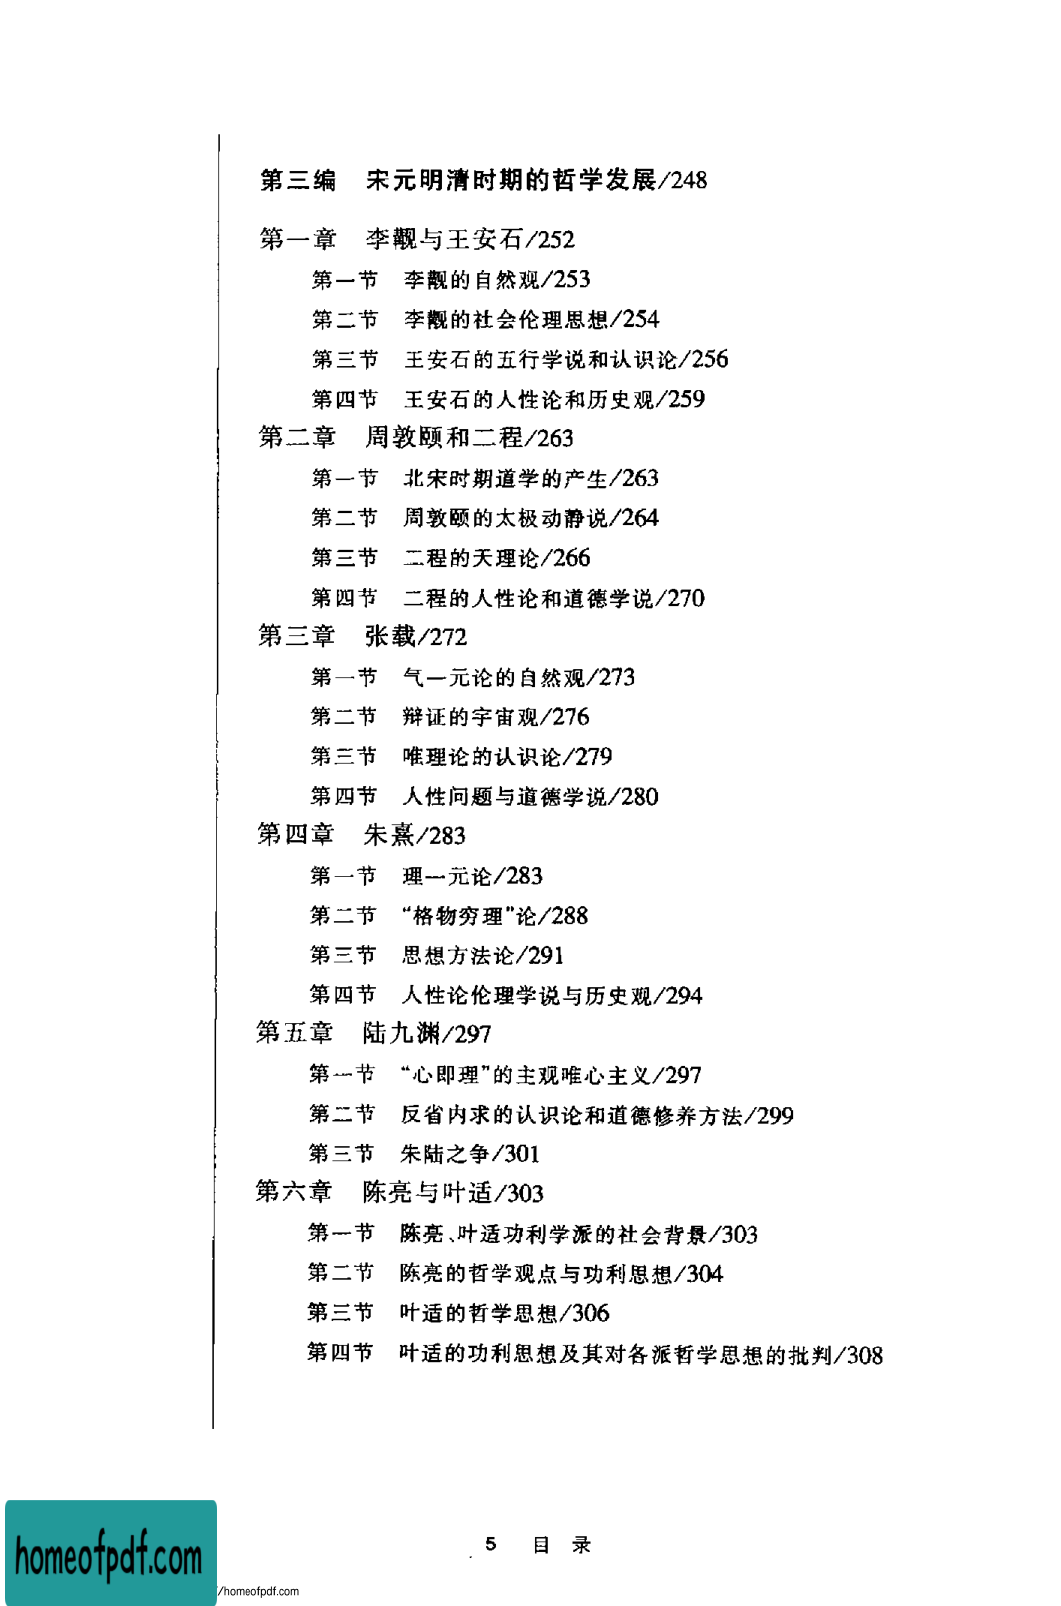 第三编　宋元明清时期的哲学发展/248
第一章　李觏与王安石/252
第一节　李觏的自然观/253
第二节　李觏的社会伦理思想/254
第三节　王安石的五行学说和认识论/256
第四节　王安石的人性论和历史观/259
第二章　周敦颐和二程/263
第一节　北宋时期道学的产生/263
第二节　周敦颐的太极动静说/264
第三节　二程的天理论/266
第四节　二程的人性论和道德学说/270
第三章　张载/272
第一节　气一元论的自然观/273
第二节　辩证的宇宙观/276
第三节　唯理论的认识论/279
第四节　人性问题与道德学说/280
第四章　朱熹/283
第一节　理一元论/283
第二节　“格物穷理”论/288
第三节　思想方法论/291
第四节　人性论伦理学说与历史观/294
第五章　陆九渊/297
第一节　“心即理”的主观唯心主义/297
第二节　反省内求的认识论和道德修养方法/299
第三节　朱陆之争/301
第六章　陈亮与叶适/303
第一节　陈亮、叶适功利学派的社会背景/303
第二节　陈亮的哲学观点与功利思想/304
第三节　叶适的哲学思想/306
第四节　叶适的功利思想及其对各派哲学思想的批判/308
5　目　录
homeofpdf.com
/homeofpdf.com